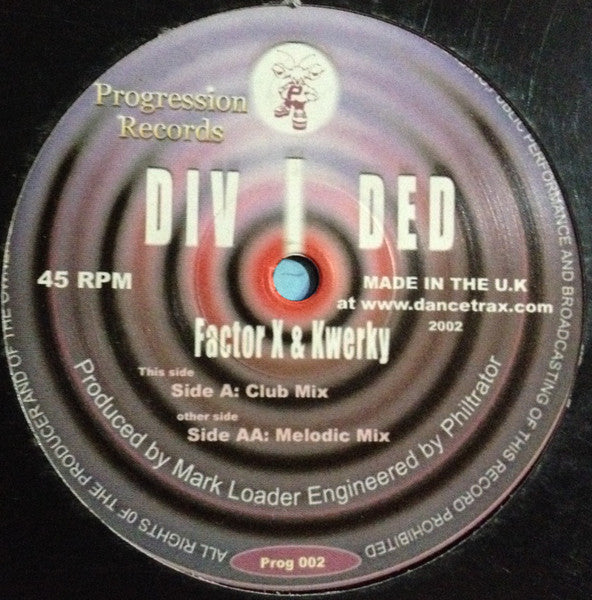 Progression
Records
DIV I DED
45 RPM
MADE IN THE U.K
at www.dancetrax.com
2002
Factor X & Kwerky
This side
Side A: Club Mix
other side
Side AA: Melodic Mix
Produced by Mark Loader Engineered by Philtrator
Prog 002
ALL RIGHTS OF THE PRODUCER AND OF THE OWNER
PUBLIC PERFORMANCE AND BROADCASTING OF THIS RECORD PROHIBITED